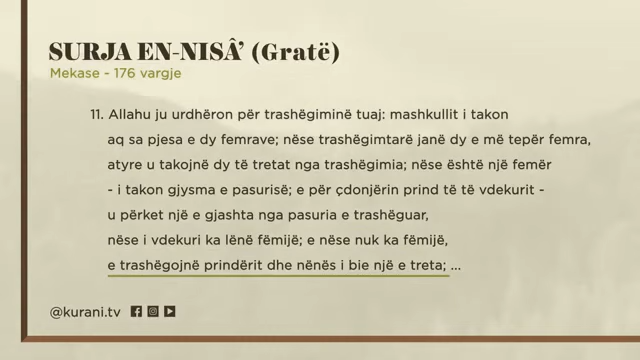 SURJA EN-NISÂ’ (Gratë)
Mekase - 176 vargje
11. Allahu ju urdhëron për trashëgiminë tuaj: mashkullit i takon
aq sa pjesa e dy femrave; nëse trashëgimtarë janë dy e më tepër femra,
atyre u takojnë dy të tretat nga trashëgimia; nëse është një femër
- i takon gjysma e pasurisë; e për çdonjërin prind të të vdekurit -
u përket një e gjashta nga pasuria e trashëguar,
nëse i vdekuri ka lënë fëmijë; e nëse nuk ka fëmijë,
e trashëgojnë prindërit dhe nënës i bie një e treta; ...
@kurani.tv